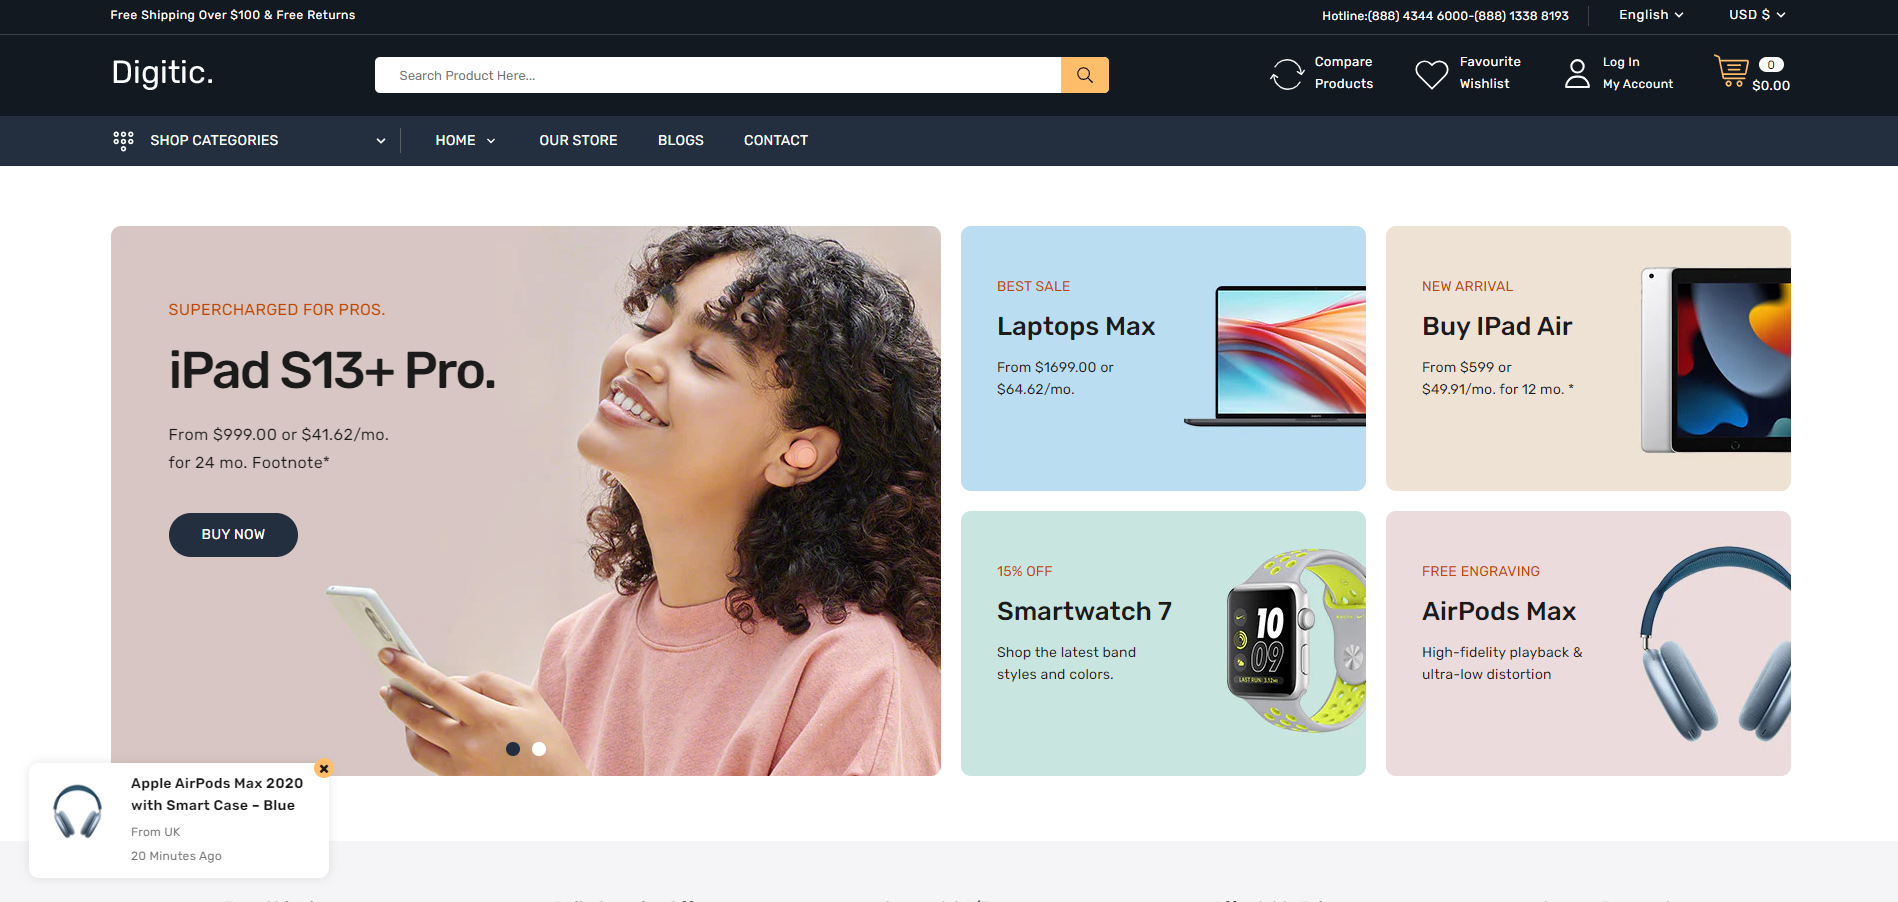 Free Shipping Over $100 & Free Returns
Hotline:(888) 4344 6000-(888) 1338 8193
English
USD $
Digitic.
Search Product Here...
Compare
Products
Favourite
Wishlist
Log In
My Account
0
$0.00
SHOP CATEGORIES
HOME
OUR STORE
BLOGS
CONTACT
SUPERCHARGED FOR PROS.
iPad S13+ Pro.
From $999.00 or $41.62/mo.
for 24 mo. Footnote*
BUY NOW
BEST SALE
Laptops Max
From $1699.00 or
$64.62/mo.
NEW ARRIVAL
Buy IPad Air
From $599 or
$49.91/mo. for 12 mo. *
15% OFF
Smartwatch 7
Shop the latest band
styles and colors.
10
09
LAST RUN: 3.12mi
FREE ENGRAVING
AirPods Max
High-fidelity playback &
ultra-low distortion
Apple AirPods Max 2020
with Smart Case – Blue
From UK
20 Minutes Ago